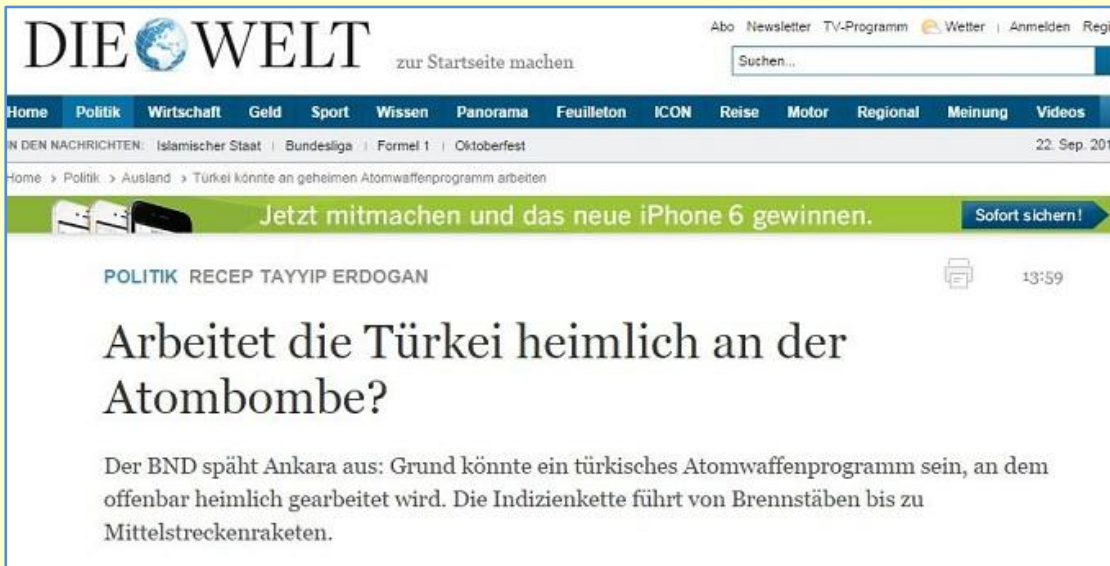 DIE WELT
zur Startseite machen
Abo Newsletter TV-Programm Wetter | Anmelden Regi
Suchen...
Home Politik Wirtschaft Geld Sport Wissen Panorama Feuilleton ICON Reise Motor Regional Meinung Videos
N DEN NACHRICHTEN: Islamischer Staat | Bundesliga | Formel 1 | Oktoberfest
22. Sep. 201
Home > Politik > Ausland > Türkei könnte an geheimen Atomwaffenprogramm arbeiten
Jetzt mitmachen und das neue iPhone 6 gewinnen. Sofort sichern!
POLITIK RECEP TAYYIP ERDOGAN
13:59
Arbeitet die Türkei heimlich an der
Atombombe?
Der BND späht Ankara aus: Grund könnte ein türkisches Atomwaffenprogramm sein, an dem
offenbar heimlich gearbeitet wird. Die Indizienkette führt von Brennstäben bis zu
Mittelstreckenraketen.